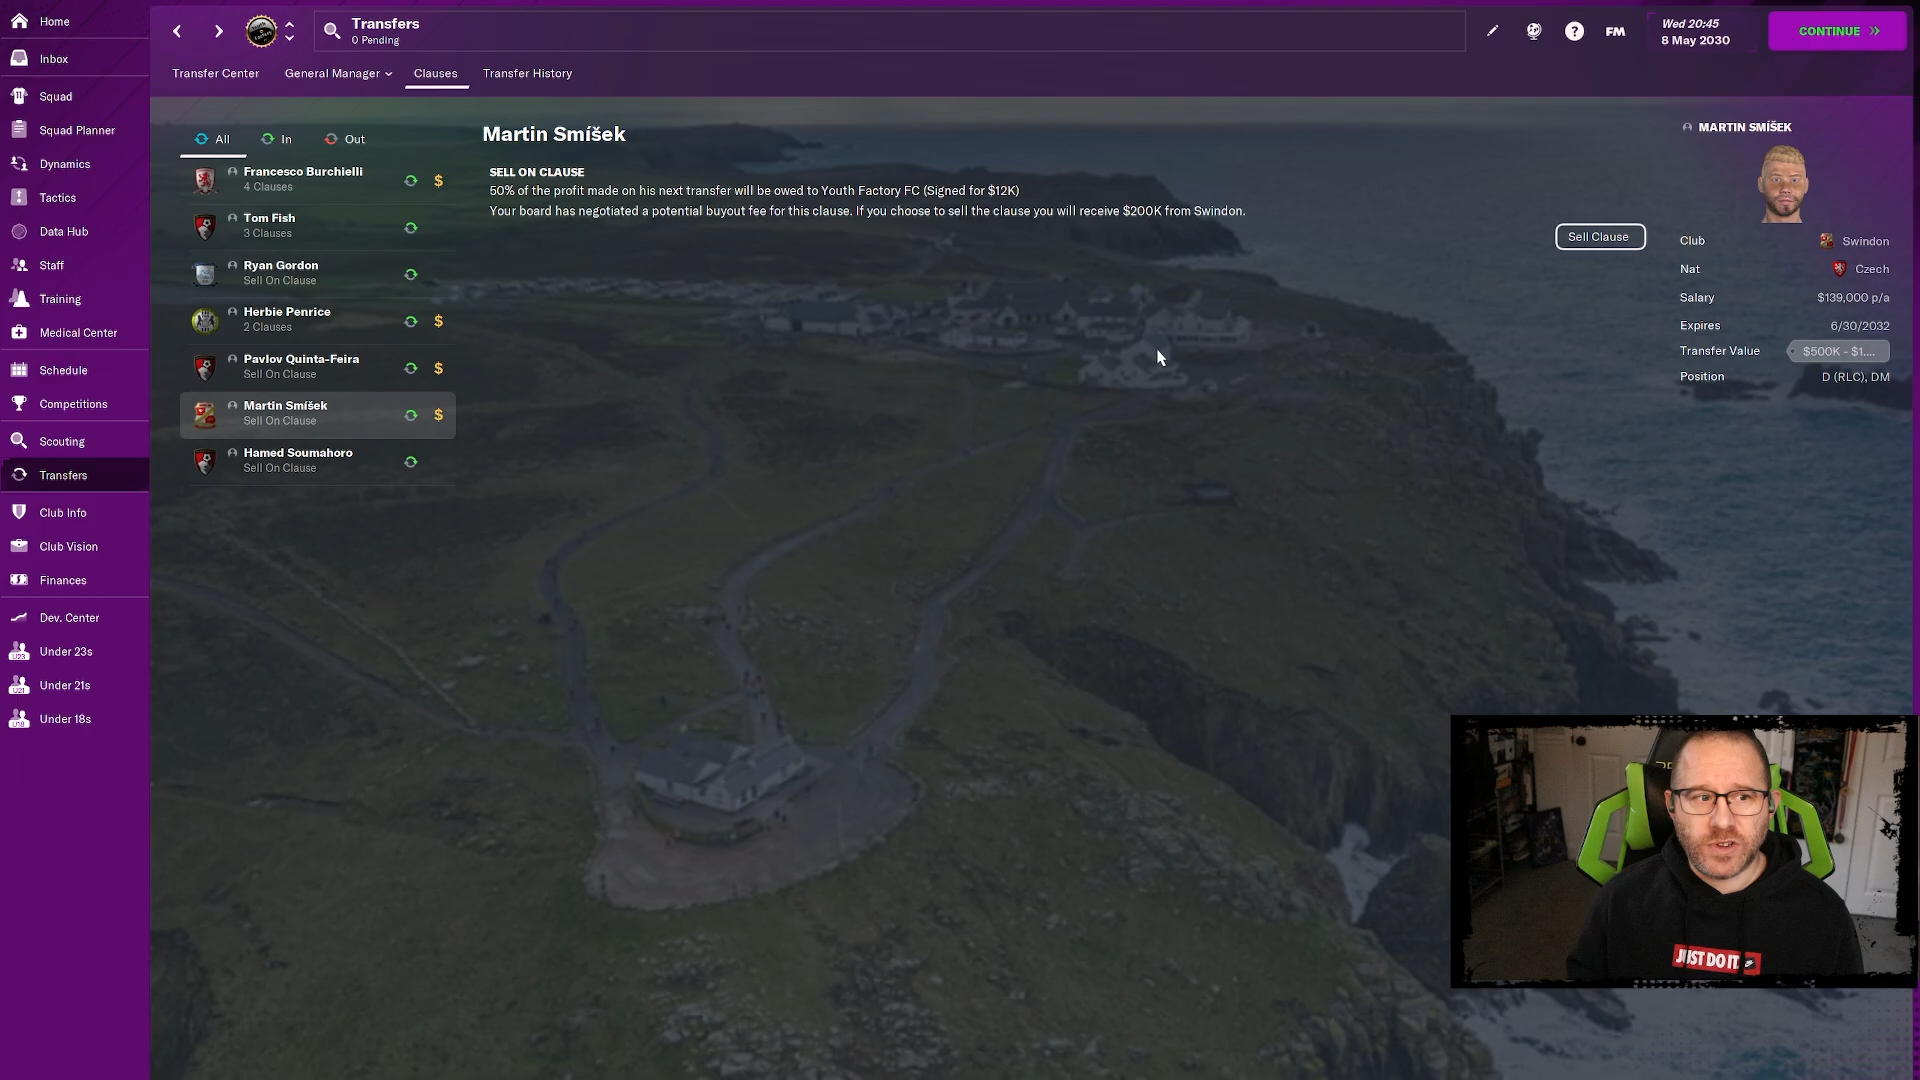 Home
Inbox
Squad
Squad Planner
Dynamics
Tactics
Data Hub
Staff
Training
Medical Center
Schedule
Competitions
Scouting
Transfers
Club Info
Club Vision
Finances
Dev. Center
U23 Under 23s
U21 Under 21s
U18 Under 18s
Transfers
0 Pending
FM
Wed 20:45
8 May 2030
CONTINUE
Transfer Center
General Manager
Clauses
Transfer History
All
In
Out
Francesco Burchielli
4 Clauses
$
Tom Fish
3 Clauses
Ryan Gordon
Sell On Clause
Herbie Penrice
2 Clauses
$
Pavlov Quinta-Feira
Sell On Clause
$
Martin Smíšek
Sell On Clause
$
Hamed Soumahoro
Sell On Clause
Martin Smíšek
SELL ON CLAUSE
50% of the profit made on his next transfer will be owed to Youth Factory FC (Signed for $12K)
Your board has negotiated a potential buyout fee for this clause. If you choose to sell the clause you will receive $200K from Swindon.
Sell Clause
MARTIN SMÍŠEK
Club Swindon
Nat Czech
Salary $139,000 p/a
Expires 6/30/2032
Transfer Value $500K - $1....
Position D (RLC), DM
JUST DO IT.